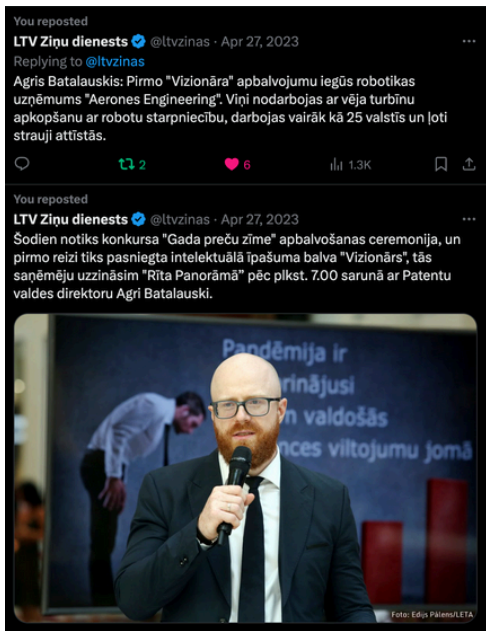 You reposted
LTV Ziņu dienests @ltvzinas · Apr 27, 2023
Replying to @ltvzinas
Agris Batalauskis: Pirmo "Vizionāra" apbalvojumu iegūs robotikas
uzņēmums "Aerones Engineering". Viņi nodarbojas ar vēja turbīnu
apkopšanu ar robotu starpniecību, darbojas vairāk kā 25 valstīs un ļoti
strauji attīstās.
2 6 1.3K
You reposted
LTV Ziņu dienests @ltvzinas · Apr 27, 2023
Šodien notiks konkursa "Gada preču zīme" apbalvošanas ceremonija, un
pirmo reizi tiks pasniegta intelektuālā īpašuma balva "Vizionārs", tās
saņēmēju uzzināsim "Rīta Panorāmā” pēc plkst. 7.00 sarunā ar Patentu
valdes direktoru Agri Batalauski.
Pandēmija ir
rinājusi
n valdošās
nces viltojumu jomā
Foto: Edijs Pālens/LETA